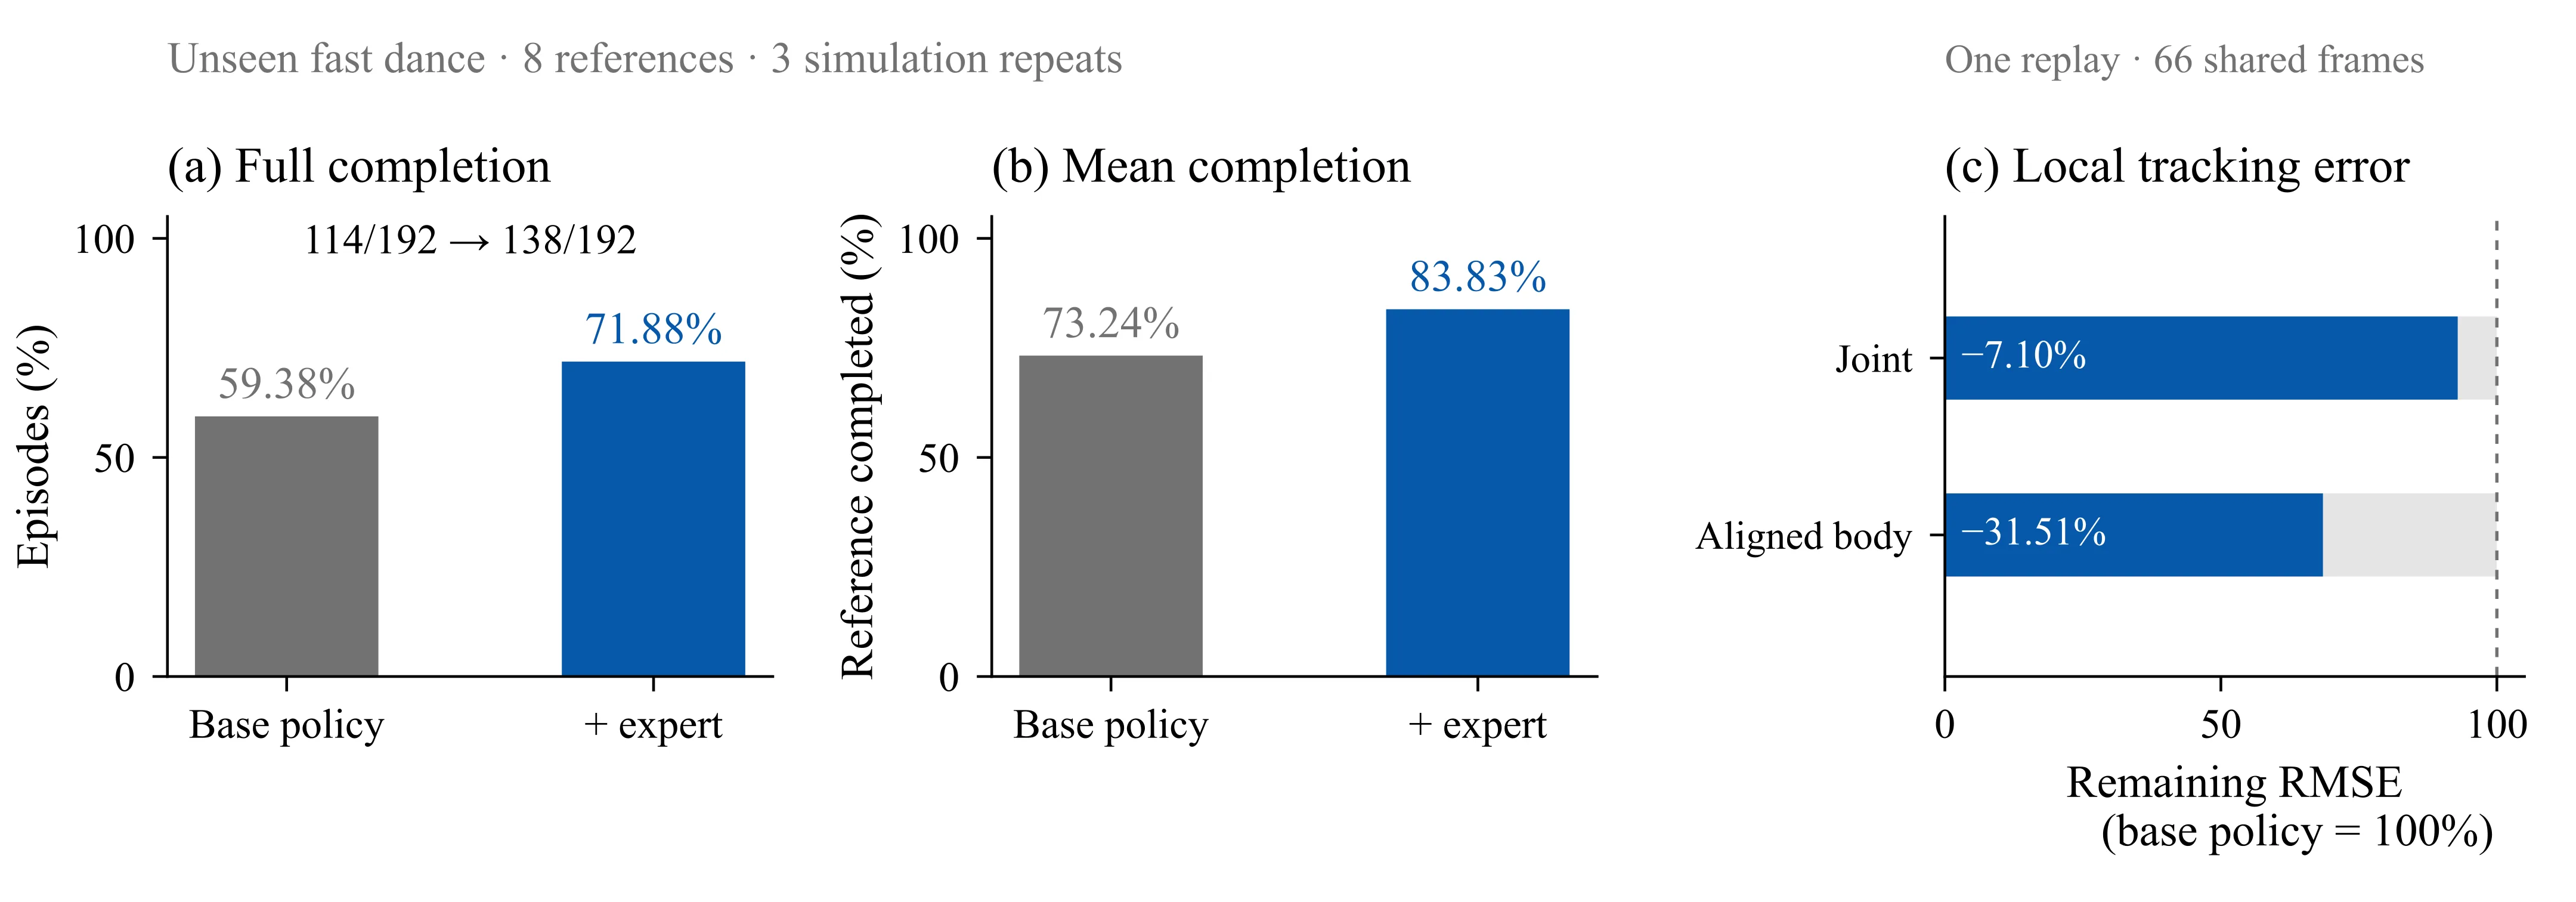 Unseen fast dance · 8 references · 3 simulation repeats
One replay · 66 shared frames
(a) Full completion
(b) Mean completion
(c) Local tracking error
Episodes (%)
100
50
0
114/192 → 138/192
59.38%
71.88%
Base policy
+ expert
Reference completed (%)
100
50
0
73.24%
83.83%
Base policy
+ expert
Joint
−7.10%
Aligned body
−31.51%
0
50
100
Remaining RMSE
(base policy = 100%)